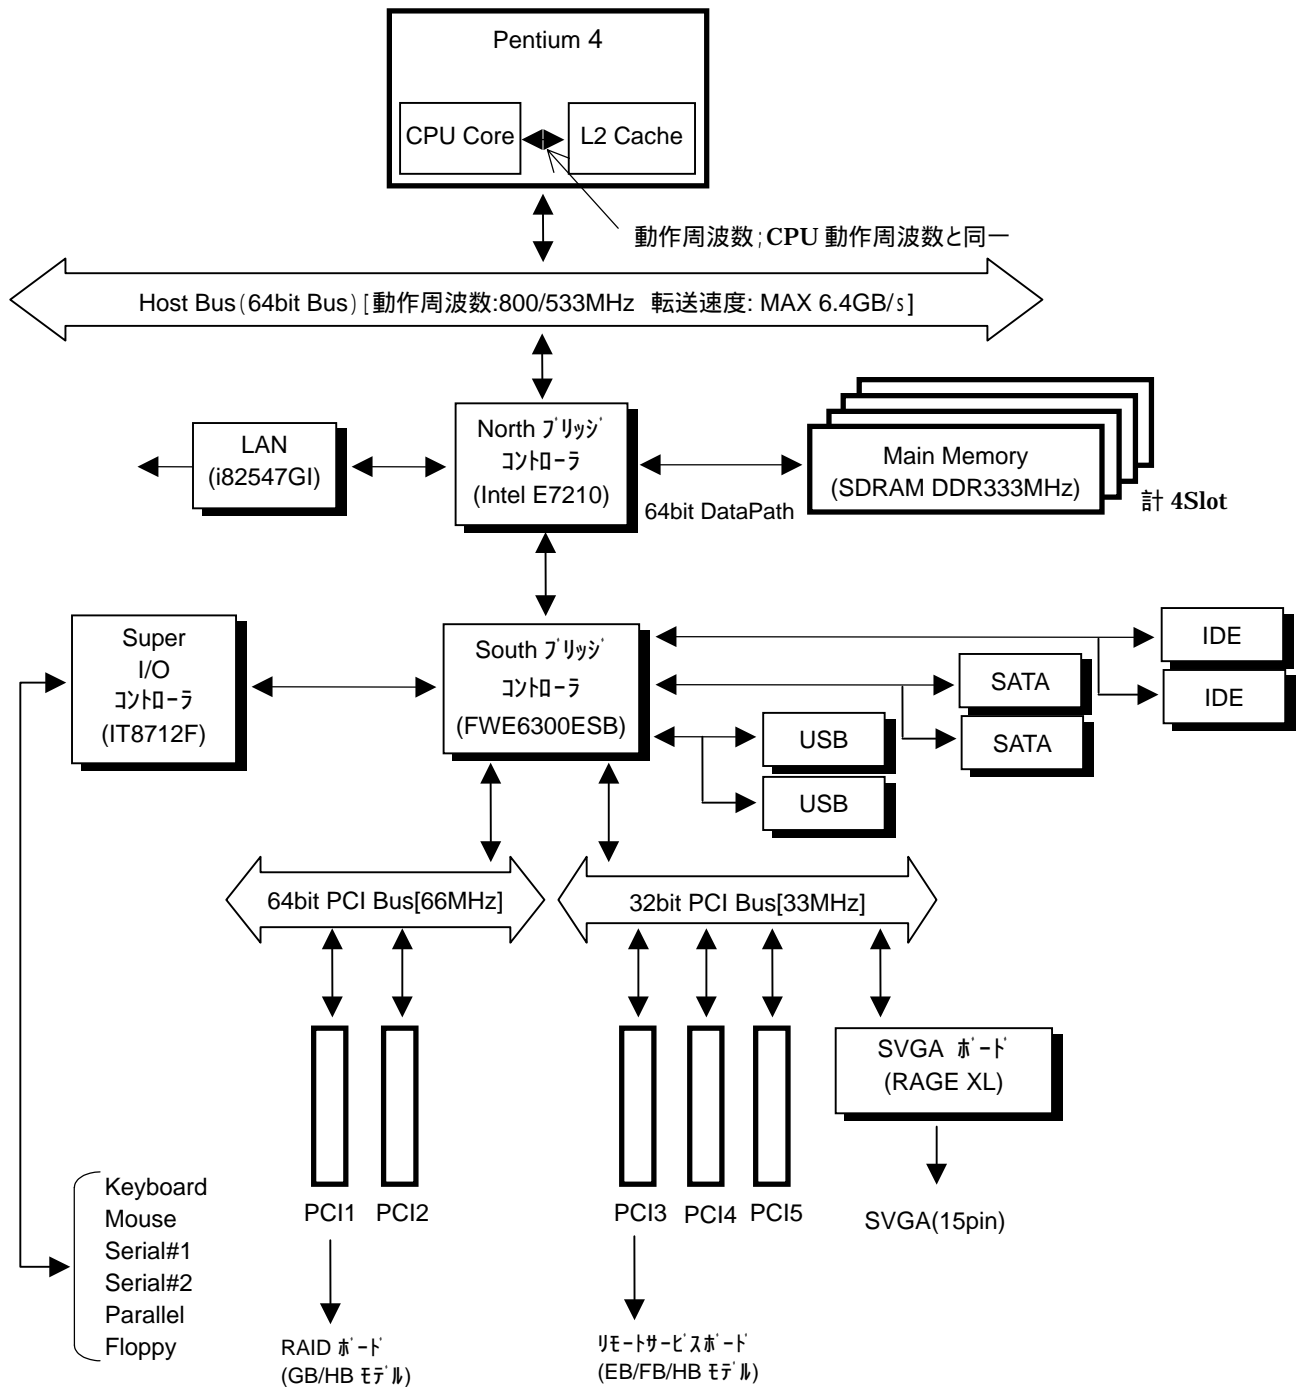 Pentium 4
CPU Core
L2 Cache
動作周波数;CPU 動作周波数と同一
Host Bus(64bit Bus) [動作周波数:800/533MHz 転送速度: MAX 6.4GB/s]
LAN
(i82547GI)
North ﾌﾞﾘｯｼﾞ
ｺﾝﾄﾛｰﾗ
(Intel E7210)
Main Memory
(SDRAM DDR333MHz)
64bit DataPath
計 4Slot
Super
I/O
ｺﾝﾄﾛｰﾗ
(IT8712F)
South ﾌﾞﾘｯｼﾞ
ｺﾝﾄﾛｰﾗ
(FWE6300ESB)
IDE
IDE
SATA
SATA
USB
USB
64bit PCI Bus[66MHz]
32bit PCI Bus[33MHz]
SVGA ﾎﾞｰﾄﾞ
(RAGE XL)
PCI1
PCI2
PCI3
PCI4
PCI5
SVGA(15pin)
Keyboard
Mouse
Serial#1
Serial#2
Parallel
Floppy
RAID ﾎﾞｰﾄﾞ
(GB/HB ﾓﾃﾞﾙ)
ﾘﾓｰﾄｻｰﾋﾞｽﾎﾞｰﾄﾞ
(EB/FB/HB ﾓﾃﾞﾙ)